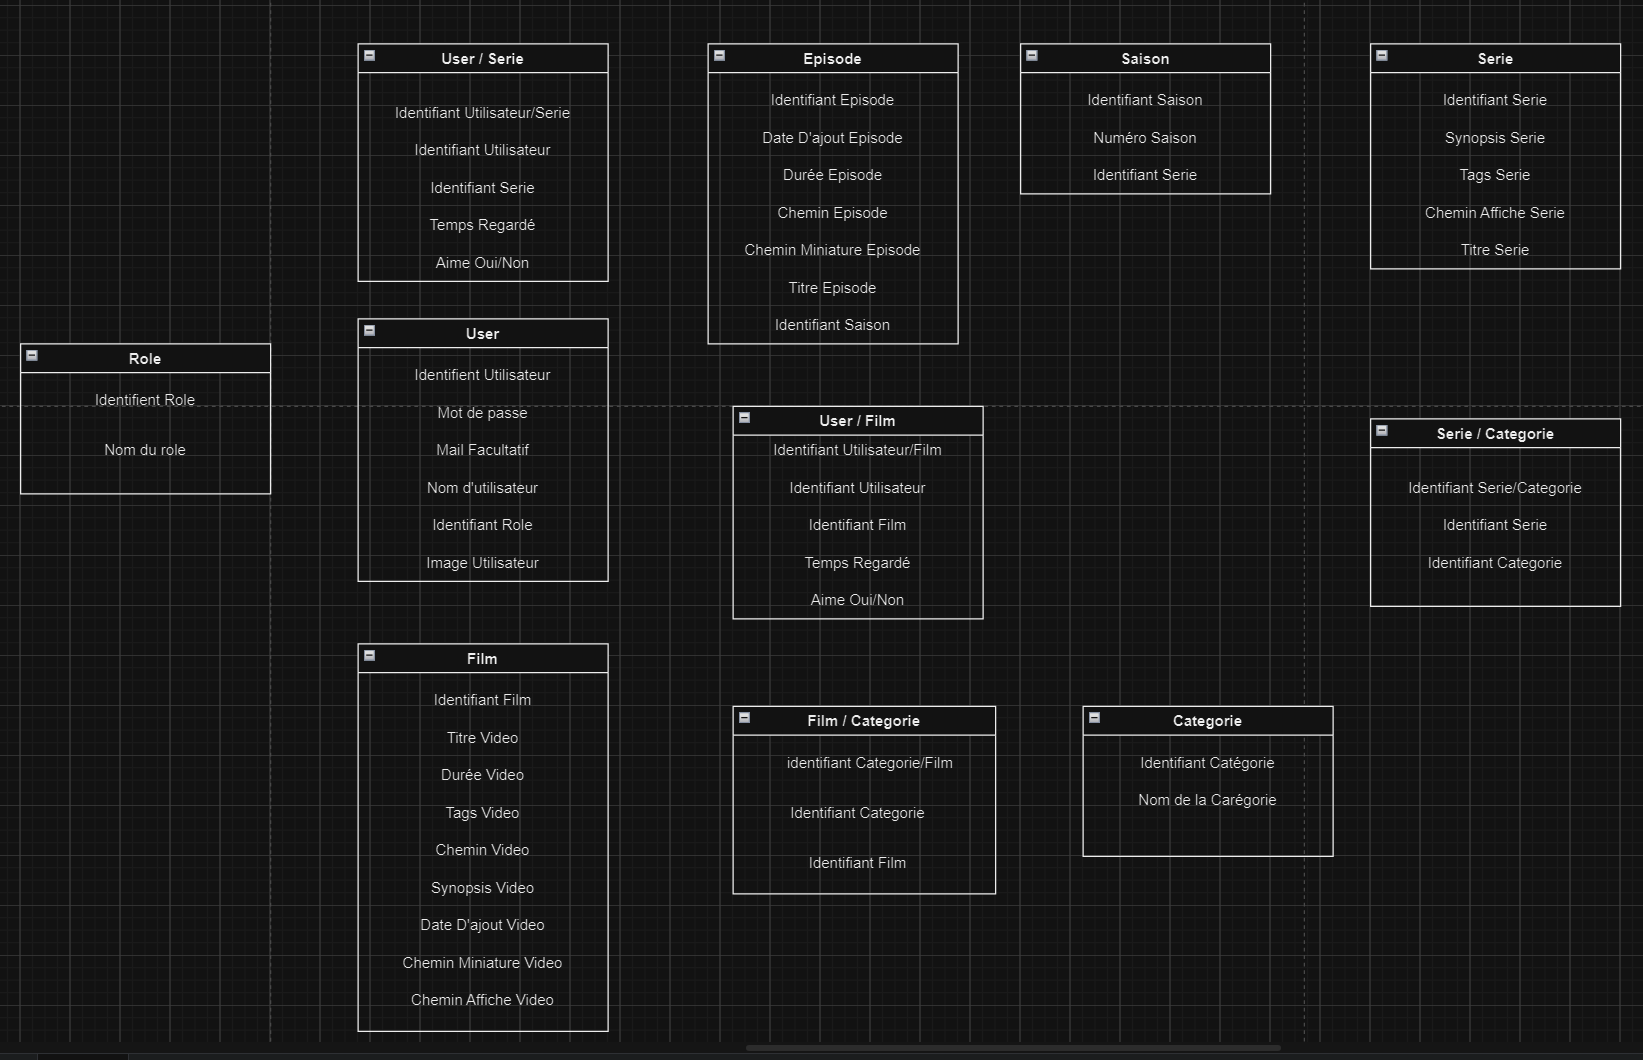 User / Serie
Identifiant Utilisateur/Serie
Identifiant Utilisateur
Identifiant Serie
Temps Regardé
Aime Oui/Non
Episode
Identifiant Episode
Date D'ajout Episode
Durée Episode
Chemin Episode
Chemin Miniature Episode
Titre Episode
Identifiant Saison
Saison
Identifiant Saison
Numéro Saison
Identifiant Serie
Serie
Identifiant Serie
Synopsis Serie
Tags Serie
Chemin Affiche Serie
Titre Serie
Role
Identifient Role
Nom du role
User
Identifient Utilisateur
Mot de passe
Mail Facultatif
Nom d'utilisateur
Identifiant Role
Image Utilisateur
User / Film
Identifiant Utilisateur/Film
Identifiant Utilisateur
Identifiant Film
Temps Regardé
Aime Oui/Non
Serie / Categorie
Identifiant Serie/Categorie
Identifiant Serie
Identifiant Categorie
Film
Identifiant Film
Titre Video
Durée Video
Tags Video
Chemin Video
Synopsis Video
Date D'ajout Video
Chemin Miniature Video
Chemin Affiche Video
Film / Categorie
identifiant Categorie/Film
Identifiant Categorie
Identifiant Film
Categorie
Identifiant Catégorie
Nom de la Carégorie